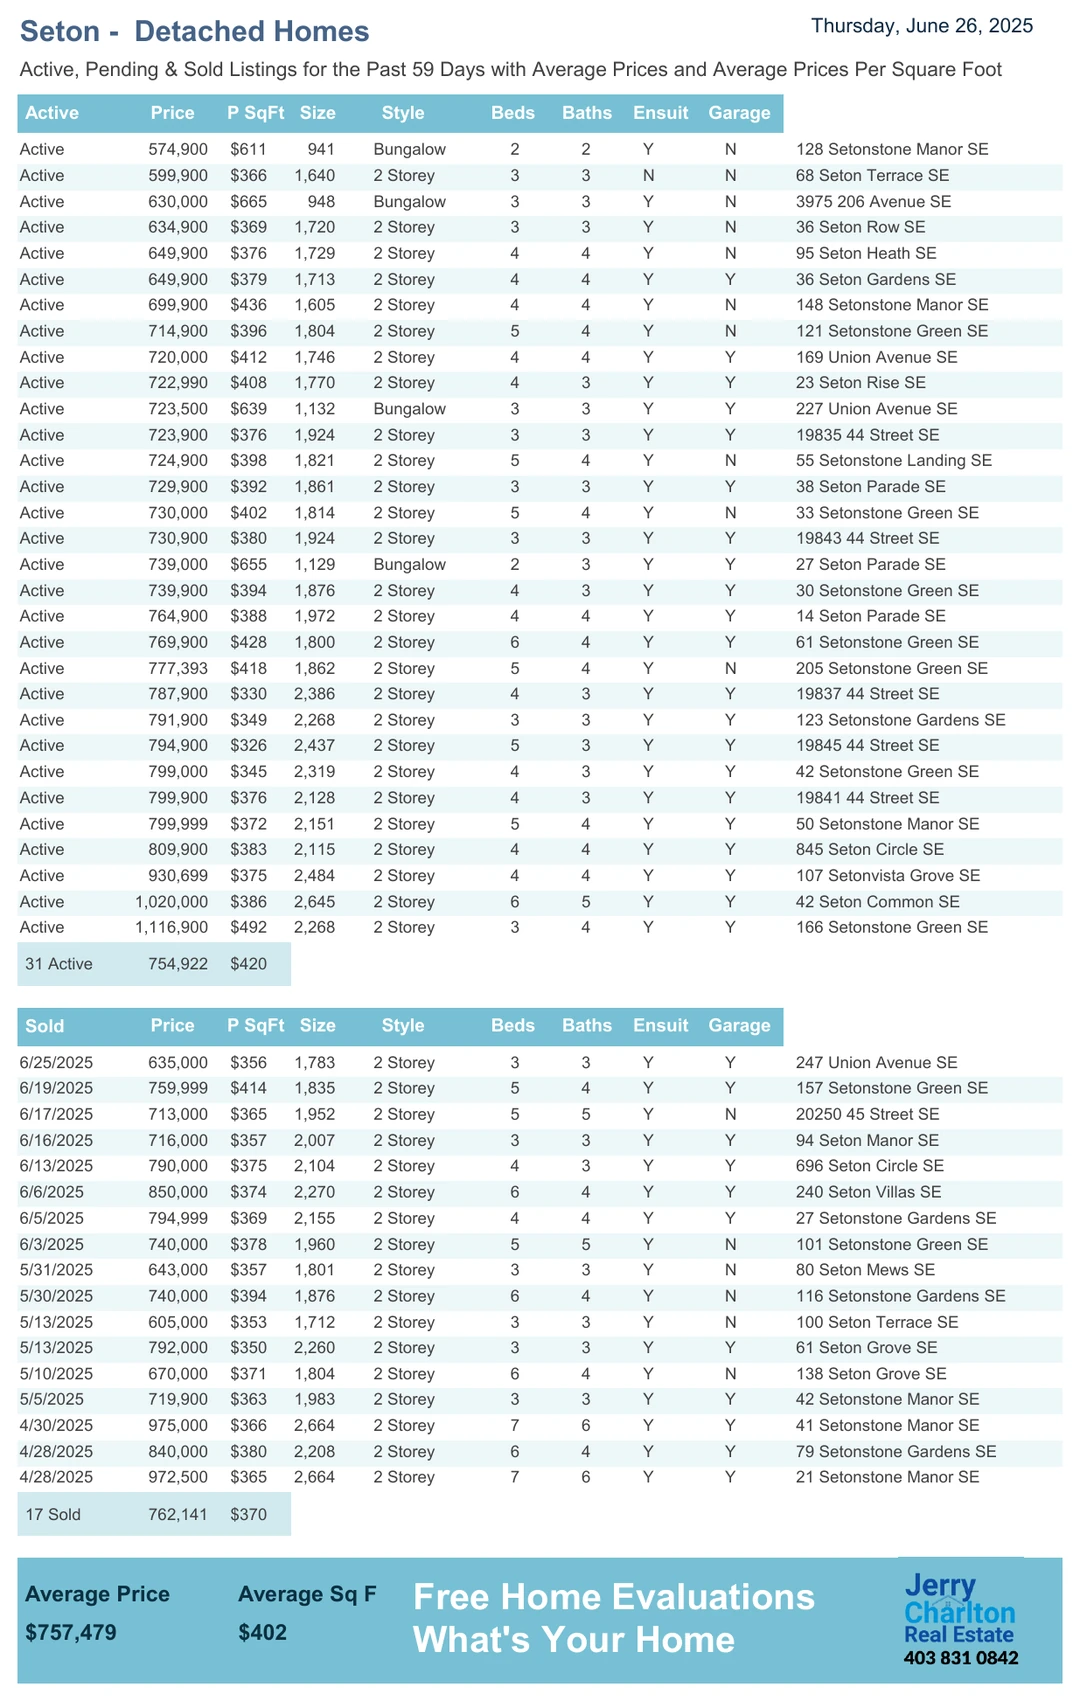 Seton -  Detached Homes
Thursday, June 26, 2025
Active, Pending & Sold Listings for the Past 59 Days with Average Prices and Average Prices Per Square Foot
Active Price P SqFt Size Style Beds Baths Ensuit Garage
Active 574,900 $611 941 Bungalow 2 2 Y N 128 Setonstone Manor SE
Active 599,900 $366 1,640 2 Storey 3 3 N N 68 Seton Terrace SE
Active 630,000 $665 948 Bungalow 3 3 Y N 3975 206 Avenue SE
Active 634,900 $369 1,720 2 Storey 3 3 Y N 36 Seton Row SE
Active 649,900 $376 1,729 2 Storey 4 4 Y N 95 Seton Heath SE
Active 649,900 $379 1,713 2 Storey 4 4 Y Y 36 Seton Gardens SE
Active 699,900 $436 1,605 2 Storey 4 4 Y N 148 Setonstone Manor SE
Active 714,900 $396 1,804 2 Storey 5 4 Y N 121 Setonstone Green SE
Active 720,000 $412 1,746 2 Storey 4 4 Y Y 169 Union Avenue SE
Active 722,990 $408 1,770 2 Storey 4 3 Y Y 23 Seton Rise SE
Active 723,500 $639 1,132 Bungalow 3 3 Y Y 227 Union Avenue SE
Active 723,900 $376 1,924 2 Storey 3 3 Y Y 19835 44 Street SE
Active 724,900 $398 1,821 2 Storey 5 4 Y N 55 Setonstone Landing SE
Active 729,900 $392 1,861 2 Storey 3 3 Y Y 38 Seton Parade SE
Active 730,000 $402 1,814 2 Storey 5 4 Y N 33 Setonstone Green SE
Active 730,900 $380 1,924 2 Storey 3 3 Y Y 19843 44 Street SE
Active 739,000 $655 1,129 Bungalow 2 3 Y Y 27 Seton Parade SE
Active 739,900 $394 1,876 2 Storey 4 3 Y Y 30 Setonstone Green SE
Active 764,900 $388 1,972 2 Storey 4 4 Y Y 14 Seton Parade SE
Active 769,900 $428 1,800 2 Storey 6 4 Y Y 61 Setonstone Green SE
Active 777,393 $418 1,862 2 Storey 5 4 Y N 205 Setonstone Green SE
Active 787,900 $330 2,386 2 Storey 4 3 Y Y 19837 44 Street SE
Active 791,900 $349 2,268 2 Storey 3 3 Y Y 123 Setonstone Gardens SE
Active 794,900 $326 2,437 2 Storey 5 3 Y Y 19845 44 Street SE
Active 799,000 $345 2,319 2 Storey 4 3 Y Y 42 Setonstone Green SE
Active 799,900 $376 2,128 2 Storey 4 3 Y Y 19841 44 Street SE
Active 799,999 $372 2,151 2 Storey 5 4 Y Y 50 Setonstone Manor SE
Active 809,900 $383 2,115 2 Storey 4 4 Y Y 845 Seton Circle SE
Active 930,699 $375 2,484 2 Storey 4 4 Y Y 107 Setonvista Grove SE
Active 1,020,000 $386 2,645 2 Storey 6 5 Y Y 42 Seton Common SE
Active 1,116,900 $492 2,268 2 Storey 3 4 Y Y 166 Setonstone Green SE
31 Active 754,922 $420
Sold Price P SqFt Size Style Beds Baths Ensuit Garage
6/25/2025 635,000 $356 1,783 2 Storey 3 3 Y Y 247 Union Avenue SE
6/19/2025 759,999 $414 1,835 2 Storey 5 4 Y Y 157 Setonstone Green SE
6/17/2025 713,000 $365 1,952 2 Storey 5 5 Y N 20250 45 Street SE
6/16/2025 716,000 $357 2,007 2 Storey 3 3 Y Y 94 Seton Manor SE
6/13/2025 790,000 $375 2,104 2 Storey 4 3 Y Y 696 Seton Circle SE
6/6/2025 850,000 $374 2,270 2 Storey 6 4 Y Y 240 Seton Villas SE
6/5/2025 794,999 $369 2,155 2 Storey 4 4 Y Y 27 Setonstone Gardens SE
6/3/2025 740,000 $378 1,960 2 Storey 5 5 Y N 101 Setonstone Green SE
5/31/2025 643,000 $357 1,801 2 Storey 3 3 Y N 80 Seton Mews SE
5/30/2025 740,000 $394 1,876 2 Storey 6 4 Y N 116 Setonstone Gardens SE
5/13/2025 605,000 $353 1,712 2 Storey 3 3 Y N 100 Seton Terrace SE
5/13/2025 792,000 $350 2,260 2 Storey 3 3 Y Y 61 Seton Grove SE
5/10/2025 670,000 $371 1,804 2 Storey 6 4 Y N 138 Seton Grove SE
5/5/2025 719,900 $363 1,983 2 Storey 3 3 Y Y 42 Setonstone Manor SE
4/30/2025 975,000 $366 2,664 2 Storey 7 6 Y Y 41 Setonstone Manor SE
4/28/2025 840,000 $380 2,208 2 Storey 6 4 Y Y 79 Setonstone Gardens SE
4/28/2025 972,500 $365 2,664 2 Storey 7 6 Y Y 21 Setonstone Manor SE
17 Sold 762,141 $370
Average Price Average Sq F
$757,479 $402
Free Home Evaluations
What's Your Home
Jerry
Charlton
Real Estate
403 831 0842